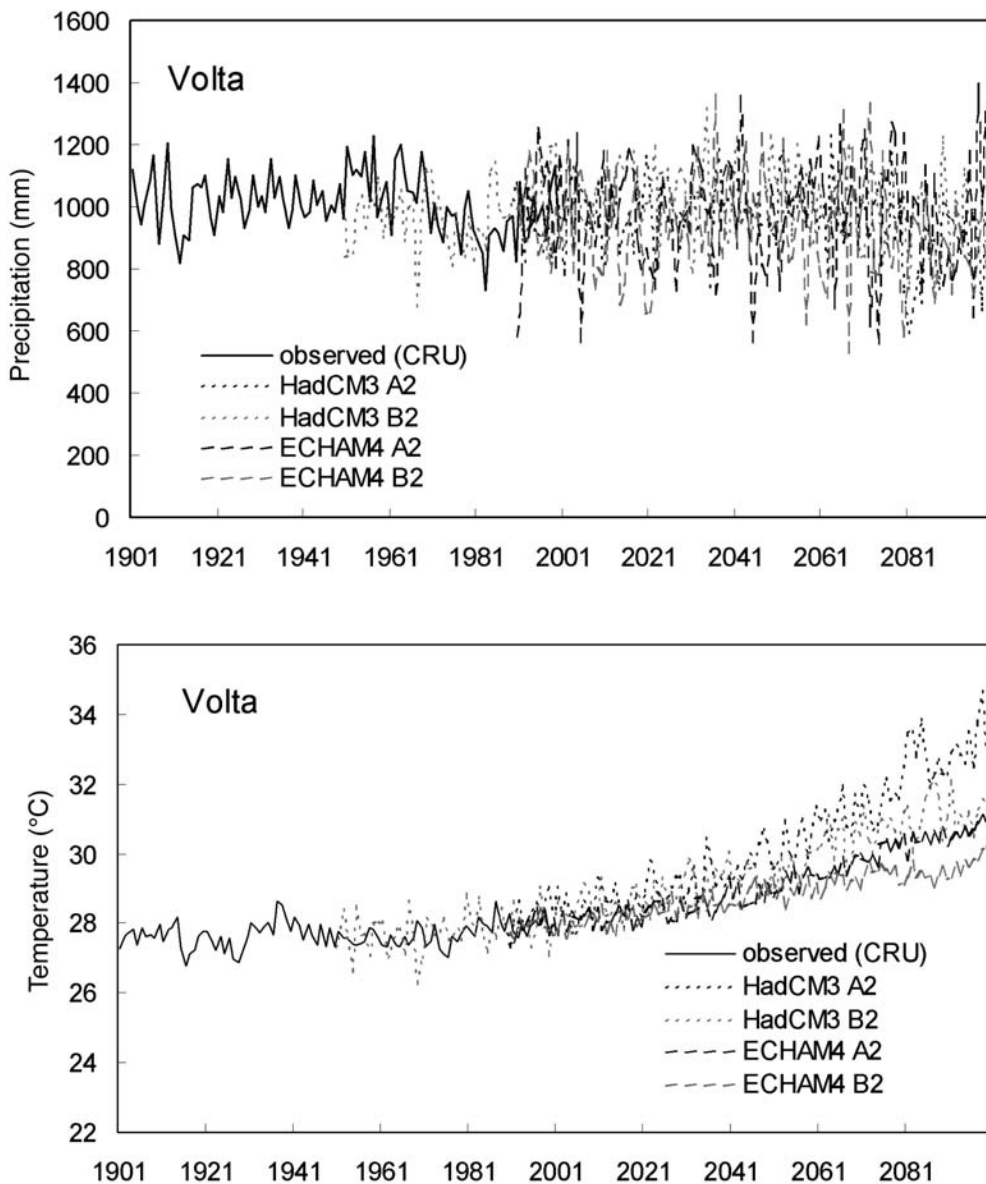 1600
1400
1200
1000
800
600
400
200
0
Precipitation (mm)
Volta
observed (CRU)
HadCM3 A2
HadCM3 B2
ECHAM4 A2
ECHAM4 B2
1901 1921 1941 1961 1981 2001 2021 2041 2061 2081
36
34
32
30
28
26
24
22
Temperature (°C)
Volta
observed (CRU)
HadCM3 A2
HadCM3 B2
ECHAM4 A2
ECHAM4 B2
1901 1921 1941 1961 1981 2001 2021 2041 2061 2081